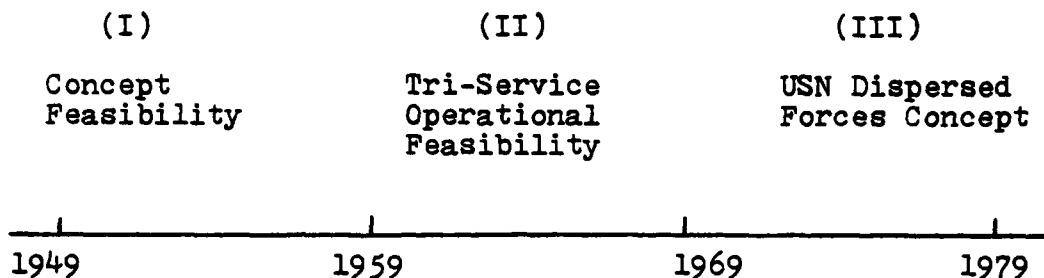 (I) (II) (III)
Concept Tri-Service USN Dispersed
Feasibility Operational Forces Concept
Feasibility
1949 1959 1969 1979